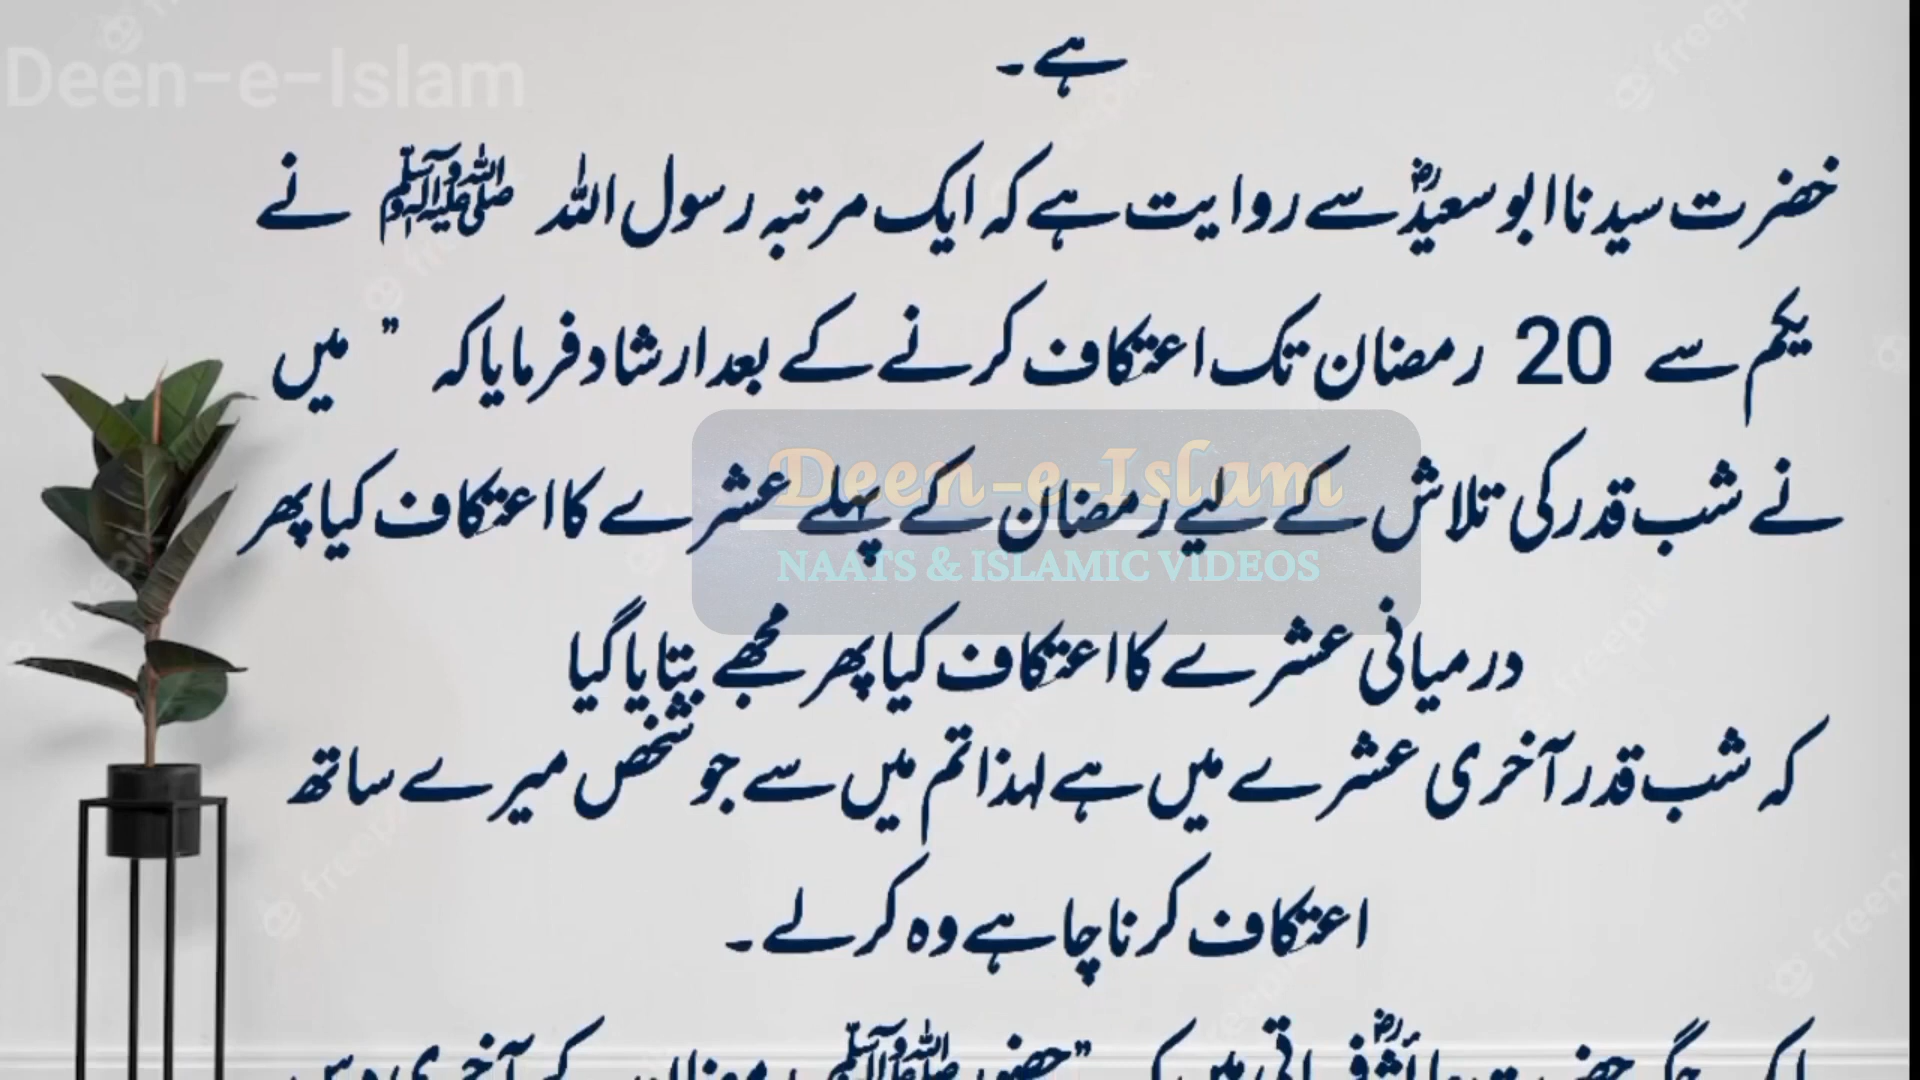 Deen-e-Islam
ہے۔
حضرت سیدنا ابو سعیدؓ سے روایت ہے کہ ایک مرتبہ رسول اللہ ﷺ نے
یکم سے 20 رمضان تک اعتکاف کرنے کے بعد ارشاد فرمایا کہ ” میں
نے شب قدر کی تلاش کے لیے رمضان کے پہلے عشرے کا اعتکاف کیا پھر
Deen-e-Islam
NAATS & ISLAMIC VIDEOS
درمیانی عشرے کا اعتکاف کیا پھر مجھے بتایا گیا
کہ شب قدر آخری عشرے میں ہے لہذا تم میں سے جو شخص میرے ساتھ
اعتکاف کرنا چاہے وہ کر لے۔